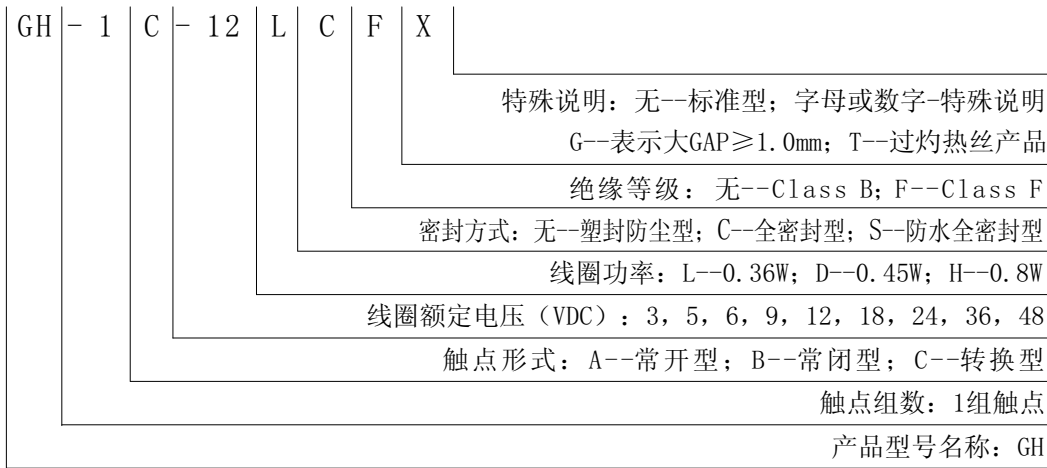 GH - 1 C - 12 L C F X
特殊说明：无--标准型；字母或数字-特殊说明
G--表示大GAP≥1.0mm；T--过灼热丝产品
绝缘等级：无--Class B；F--Class F
密封方式：无--塑封防尘型；C--全密封型；S--防水全密封型
线圈功率：L--0.36W；D--0.45W；H--0.8W
线圈额定电压（VDC）：3，5，6，9，12，18，24，36，48
触点形式：A--常开型；B--常闭型；C--转换型
触点组数：1组触点
产品型号名称：GH